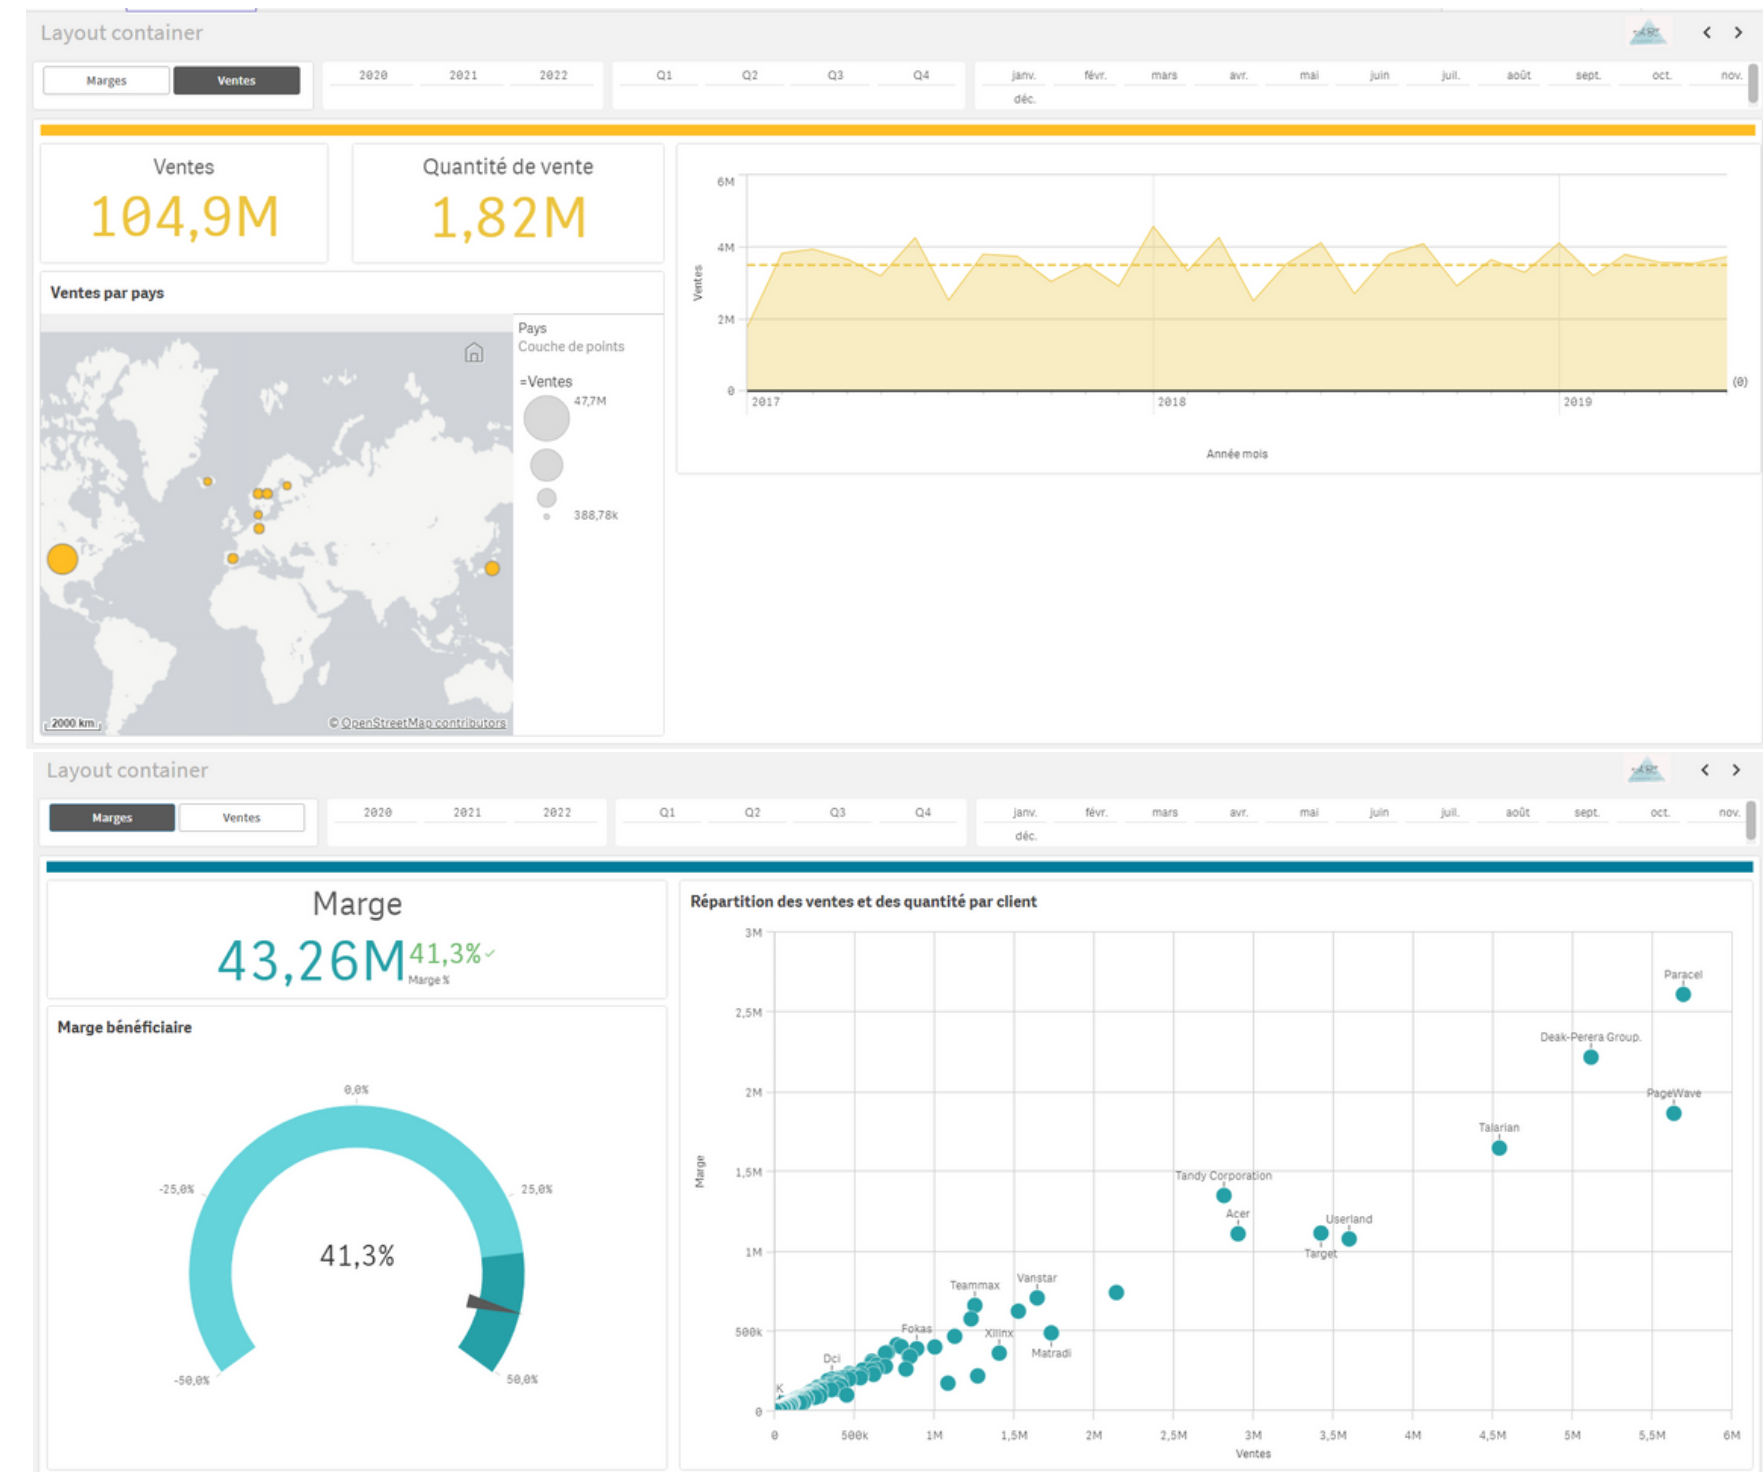 Layout container
Marges
Ventes
2020 2021 2022
Q1 Q2 Q3 Q4
janv. févr. mars avr. mai juin juil. août sept. oct. nov.
déc.
Ventes
104,9M
Quantité de vente
1,82M
Ventes par pays
Pays
Couche de points
=Ventes
47,7M
388,78k
2000 km
© OpenStreetMap contributors
6M
4M
2M
0
Ventes
(0)
2017 2018 2019
Année mois
Layout container
Marges
Ventes
2020 2021 2022
Q1 Q2 Q3 Q4
janv. févr. mars avr. mai juin juil. août sept. oct. nov.
déc.
Marge
43,26M
41,3%
Marge %
Marge bénéficiaire
0,0%
-25,0%
25,0%
41,3%
-50,0%
50,0%
Répartition des ventes et des quantité par client
3M
2,5M
2M
1,5M
1M
500k
0
Marge
Paracel
Deak-Perera Group.
PageWave
Talarian
Tandy Corporation
Acer
Userland
Target
Teammax
Vanstar
Fokas
Xilinx
Matradi
Dci
K
0 500k 1M 1,5M 2M 2,5M 3M 3,5M 4M 4,5M 5M 5,5M 6M
Ventes